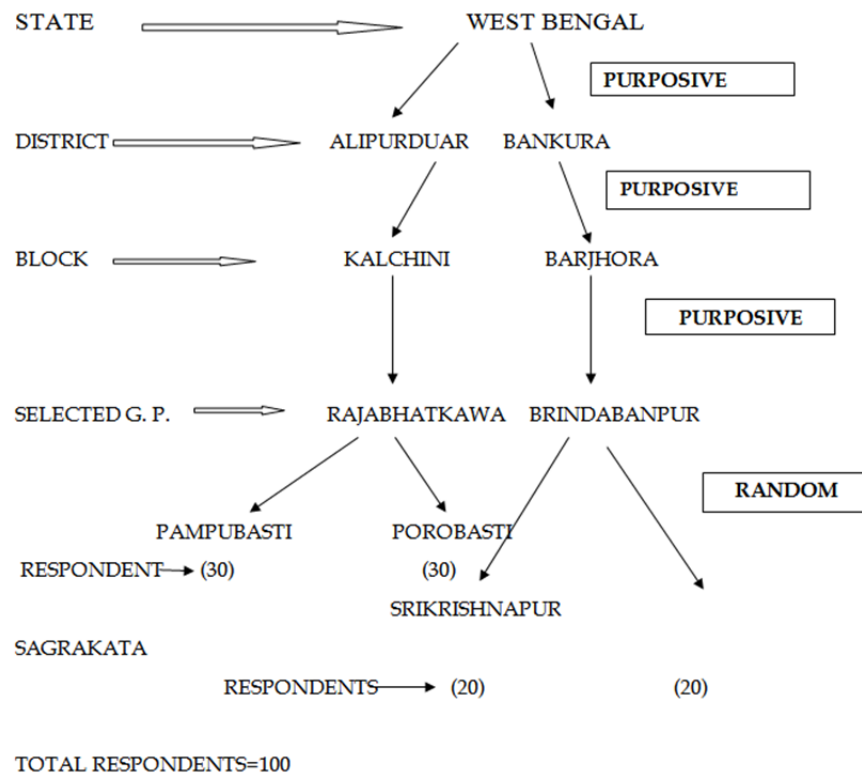 STATE WEST BENGAL
PURPOSIVE
DISTRICT ALIPURDUAR BANKURA
PURPOSIVE
BLOCK KALCHINI BARJHORA
PURPOSIVE
SELECTED G. P. RAJABHATKAWA BRINDABANPUR
RANDOM
PAMPUBASTI POROBASTI
RESPONDENT (30) (30)
SRIKRISHNAPUR
SAGRAKATA
RESPONDENTS (20) (20)
TOTAL RESPONDENTS=100